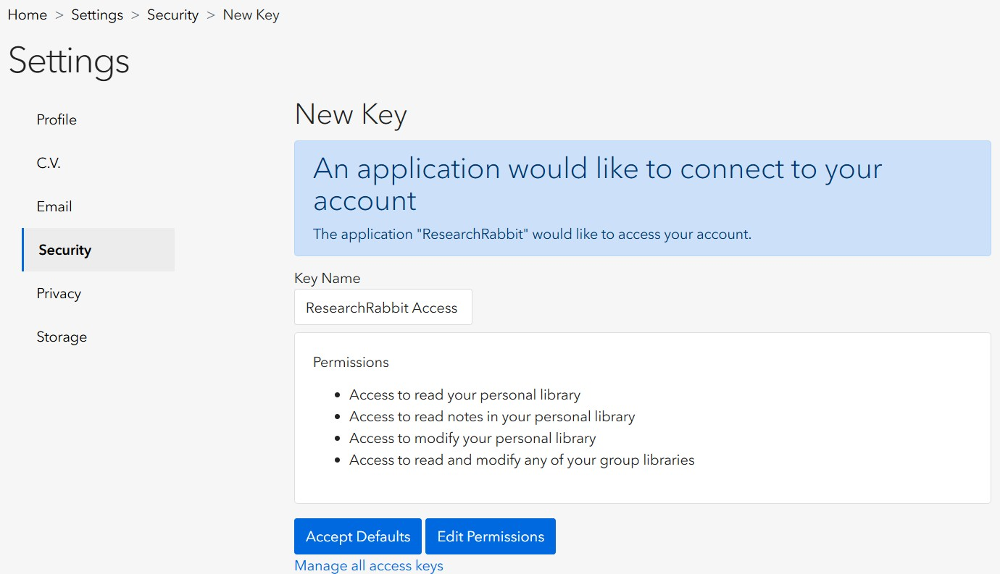 Home > Settings > Security > New Key
Settings
Profile
C.V.
Email
Security
Privacy
Storage
New Key
An application would like to connect to your
account
The application "ResearchRabbit" would like to access your account.
Key Name
ResearchRabbit Access
Permissions
• Access to read your personal library
• Access to read notes in your personal library
• Access to modify your personal library
• Access to read and modify any of your group libraries
Accept Defaults Edit Permissions
Manage all access keys